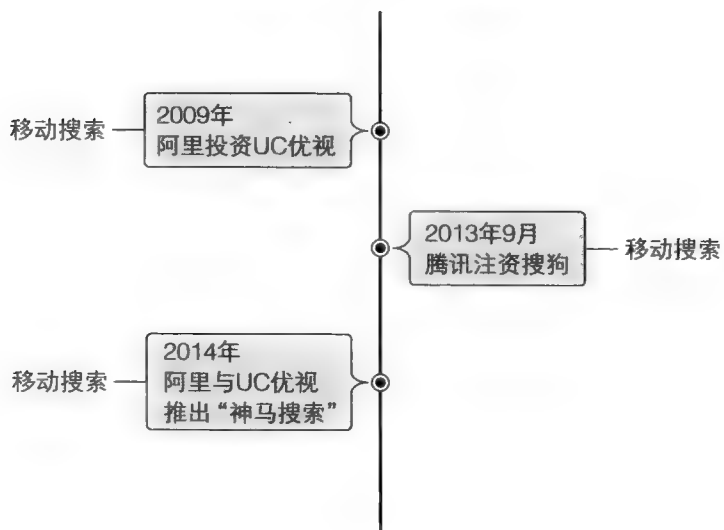 移动搜索
2009年
阿里投资UC优视
2013年9月
腾讯注资搜狗
移动搜索
移动搜索
2014年
阿里与UC优视
推出“神马搜索”